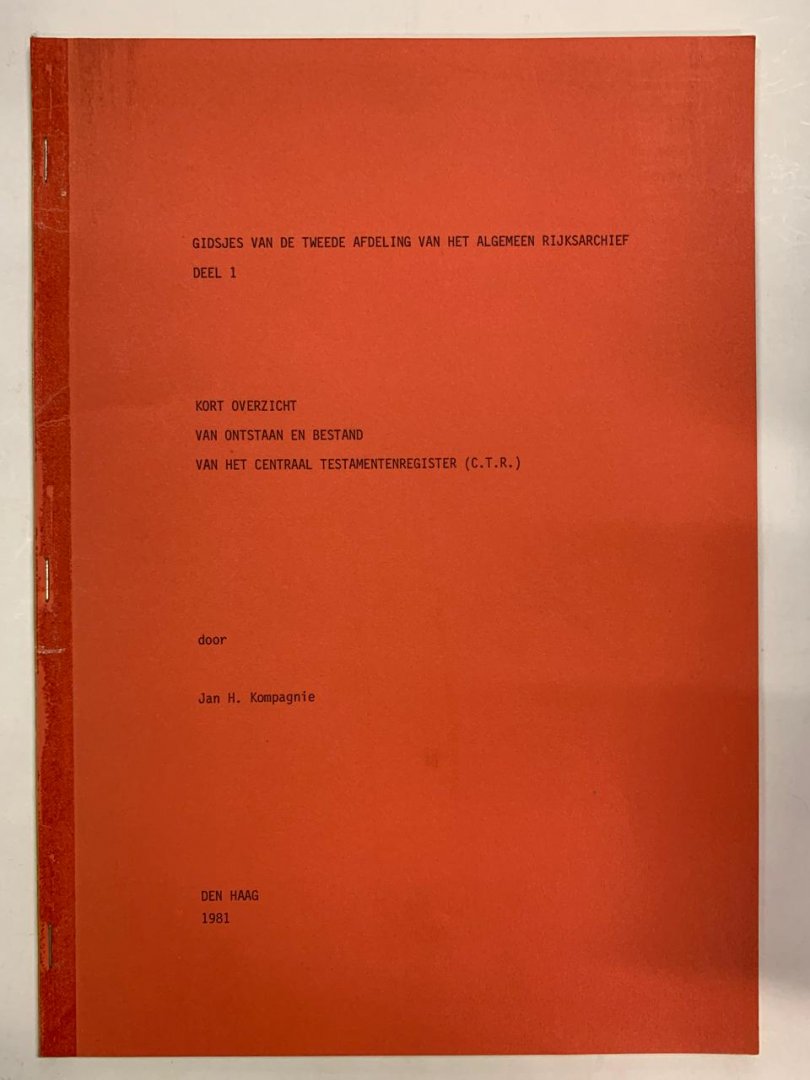 GIDSJES VAN DE TWEEDE AFDELING VAN HET ALGEMEEN RIJKSARCHIEF
DEEL 1
KORT OVERZICHT
VAN ONTSTAAN EN BESTAND
VAN HET CENTRAAL TESTAMENTENREGISTER (C.T.R.)
door
Jan H. Kompagnie
DEN HAAG
1981